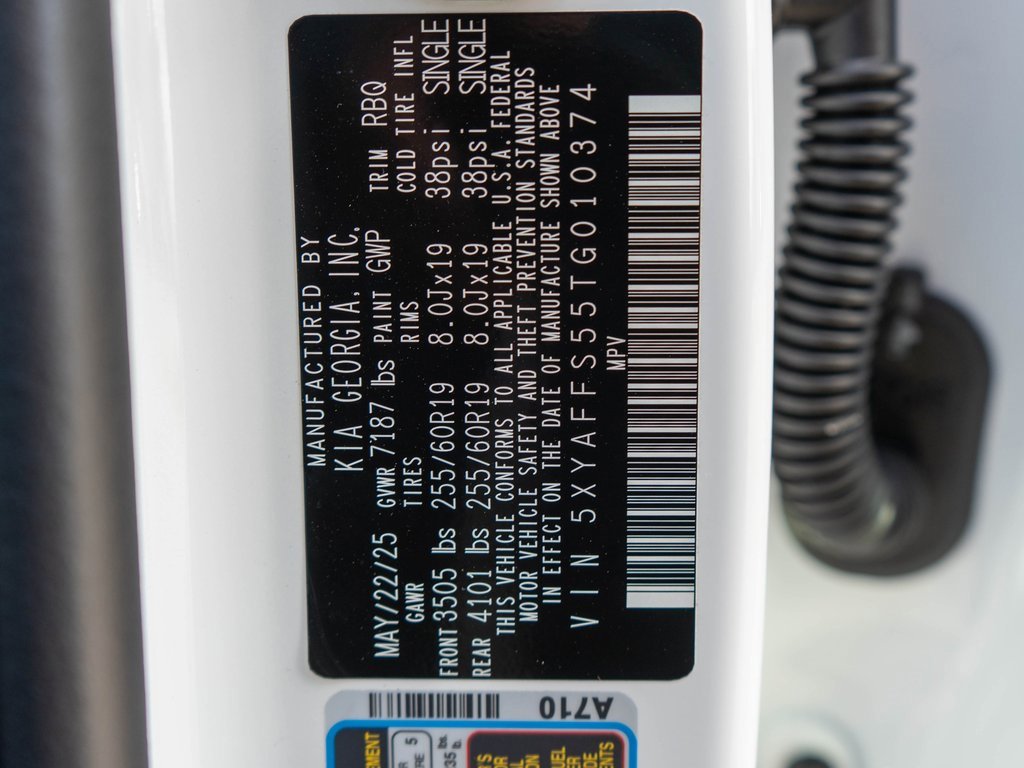 MANUFACTURED BY
KIA GEORGIA, INC.
MAY/22/25 GVWR 7187 lbs PAINT GWP TRIM RBQ
GAWR TIRES RIMS COLD TIRE INFL
FRONT 3505 lbs 255/60R19 8.0Jx19 38psi SINGLE
REAR 4101 lbs 255/60R19 8.0Jx19 38psi SINGLE
THIS VEHICLE CONFORMS TO ALL APPLICABLE U.S.A. FEDERAL
MOTOR VEHICLE SAFETY AND THEFT PREVENTION STANDARDS
IN EFFECT ON THE DATE OF MANUFACTURE SHOWN ABOVE
VIN 5XYAFFS55TG010374
MPV
A710
5
lbs.